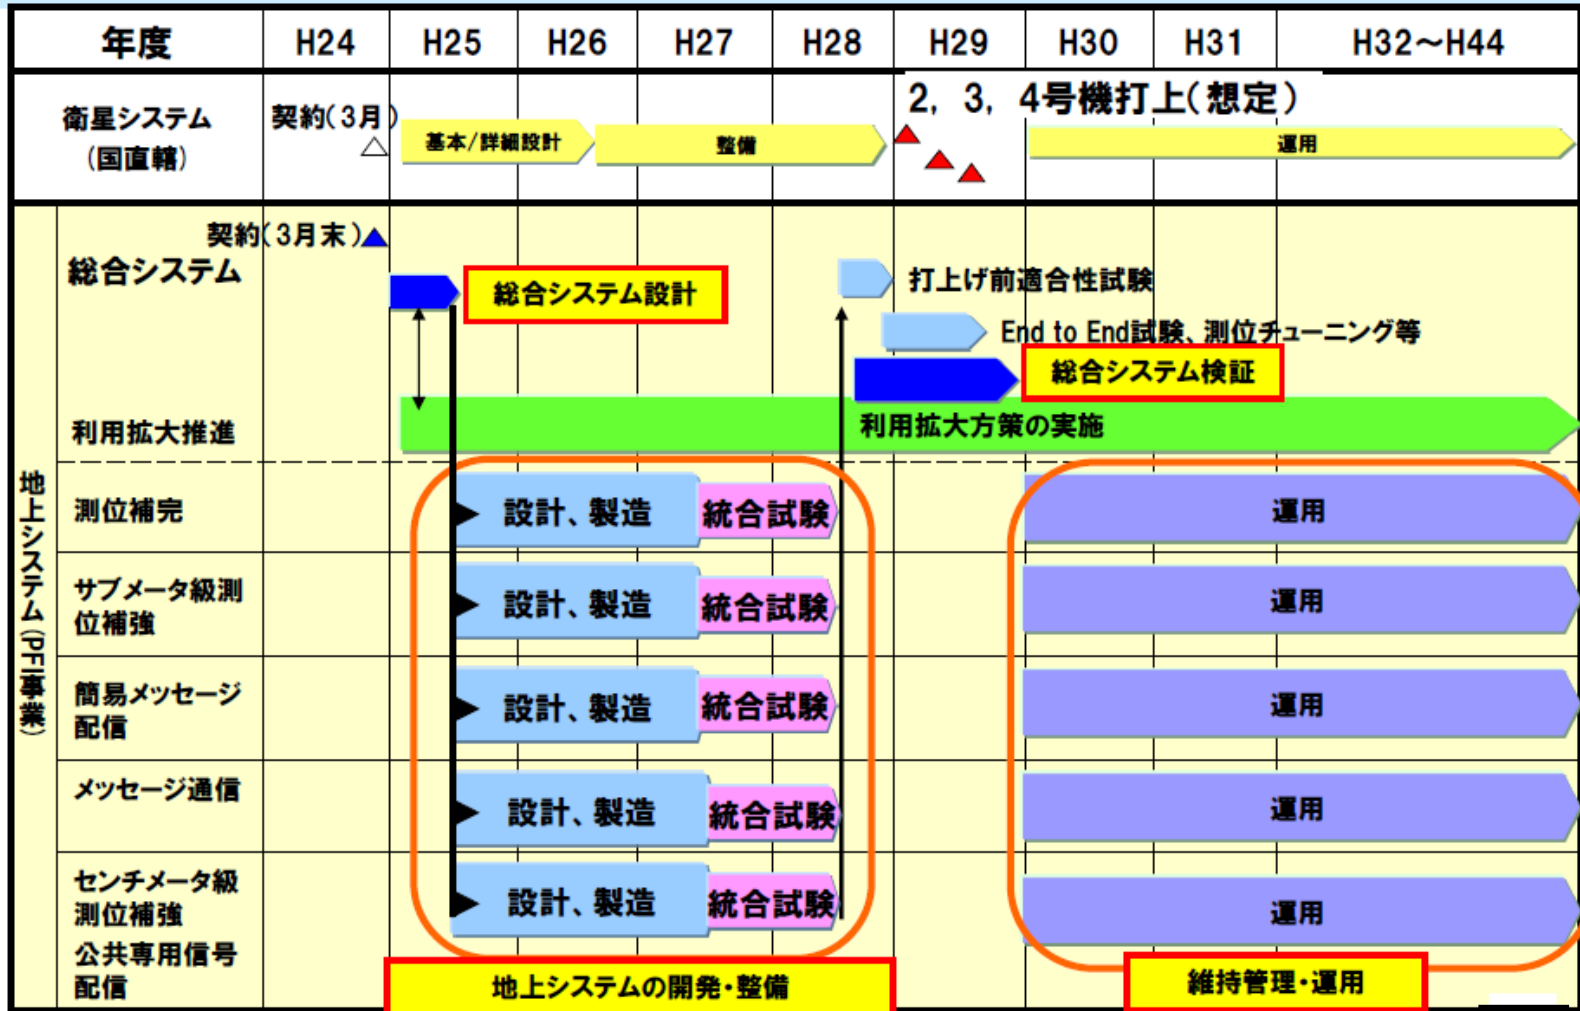 年度 H24 H25 H26 H27 H28 H29 H30 H31 H32～H44
2, 3, 4号機打上（想定）
衛星システム
（国直轄）
契約（3月）
基本/詳細設計
整備
運用
地上システム（PFI事業）
契約（3月末）
総合システム
総合システム設計
打上げ前適合性試験
End to End試験、測位チューニング等
総合システム検証
利用拡大推進
利用拡大方策の実施
測位補完
設計、製造
統合試験
運用
サブメータ級測
位補強
設計、製造
統合試験
運用
簡易メッセージ
配信
設計、製造
統合試験
運用
メッセージ通信
設計、製造
統合試験
運用
センチメータ級
測位補強
設計、製造
統合試験
運用
公共専用信号
配信
地上システムの開発・整備
維持管理・運用